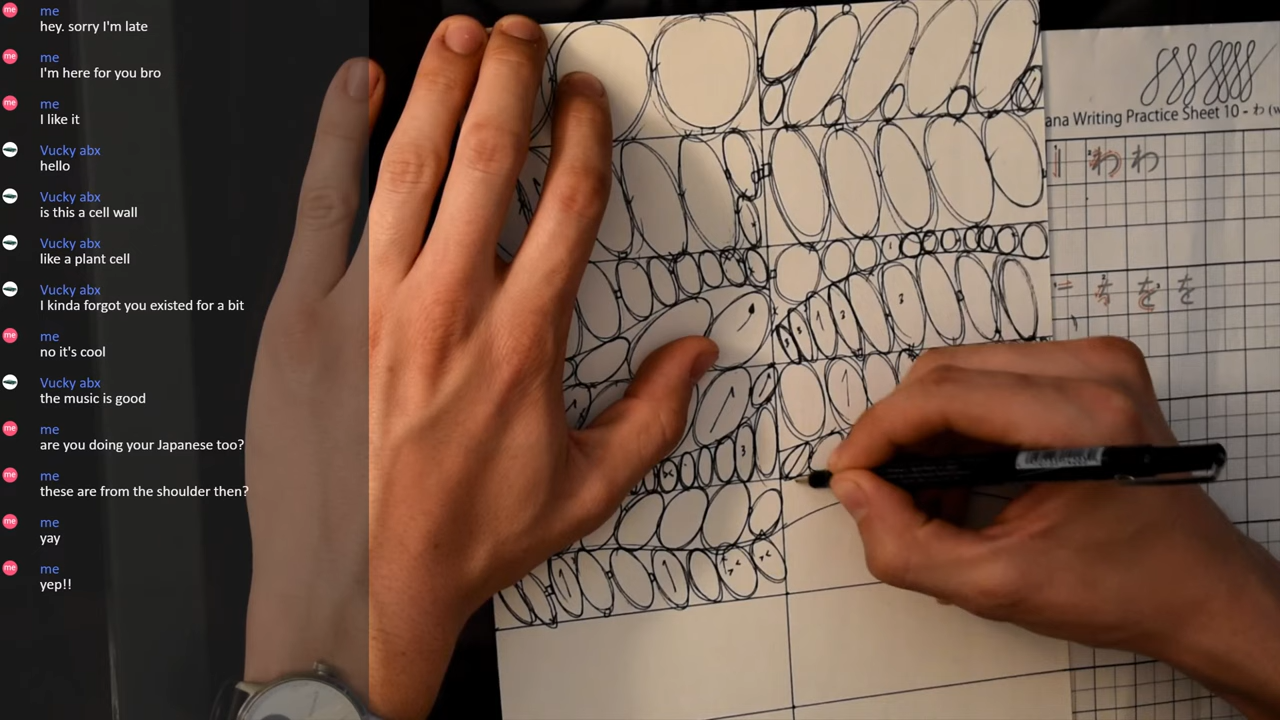 me
hey. sorry I'm late
me
I'm here for you bro
me
I like it
Vucky abx
hello
Vucky abx
is this a cell wall
Vucky abx
like a plant cell
Vucky abx
I kinda forgot you existed for a bit
me
no it's cool
Vucky abx
the music is good
me
are you doing your Japanese too?
me
these are from the shoulder then?
me
yay
me
yep!!
ana Writing Practice Sheet 10 - わ (w
わ わ
を を